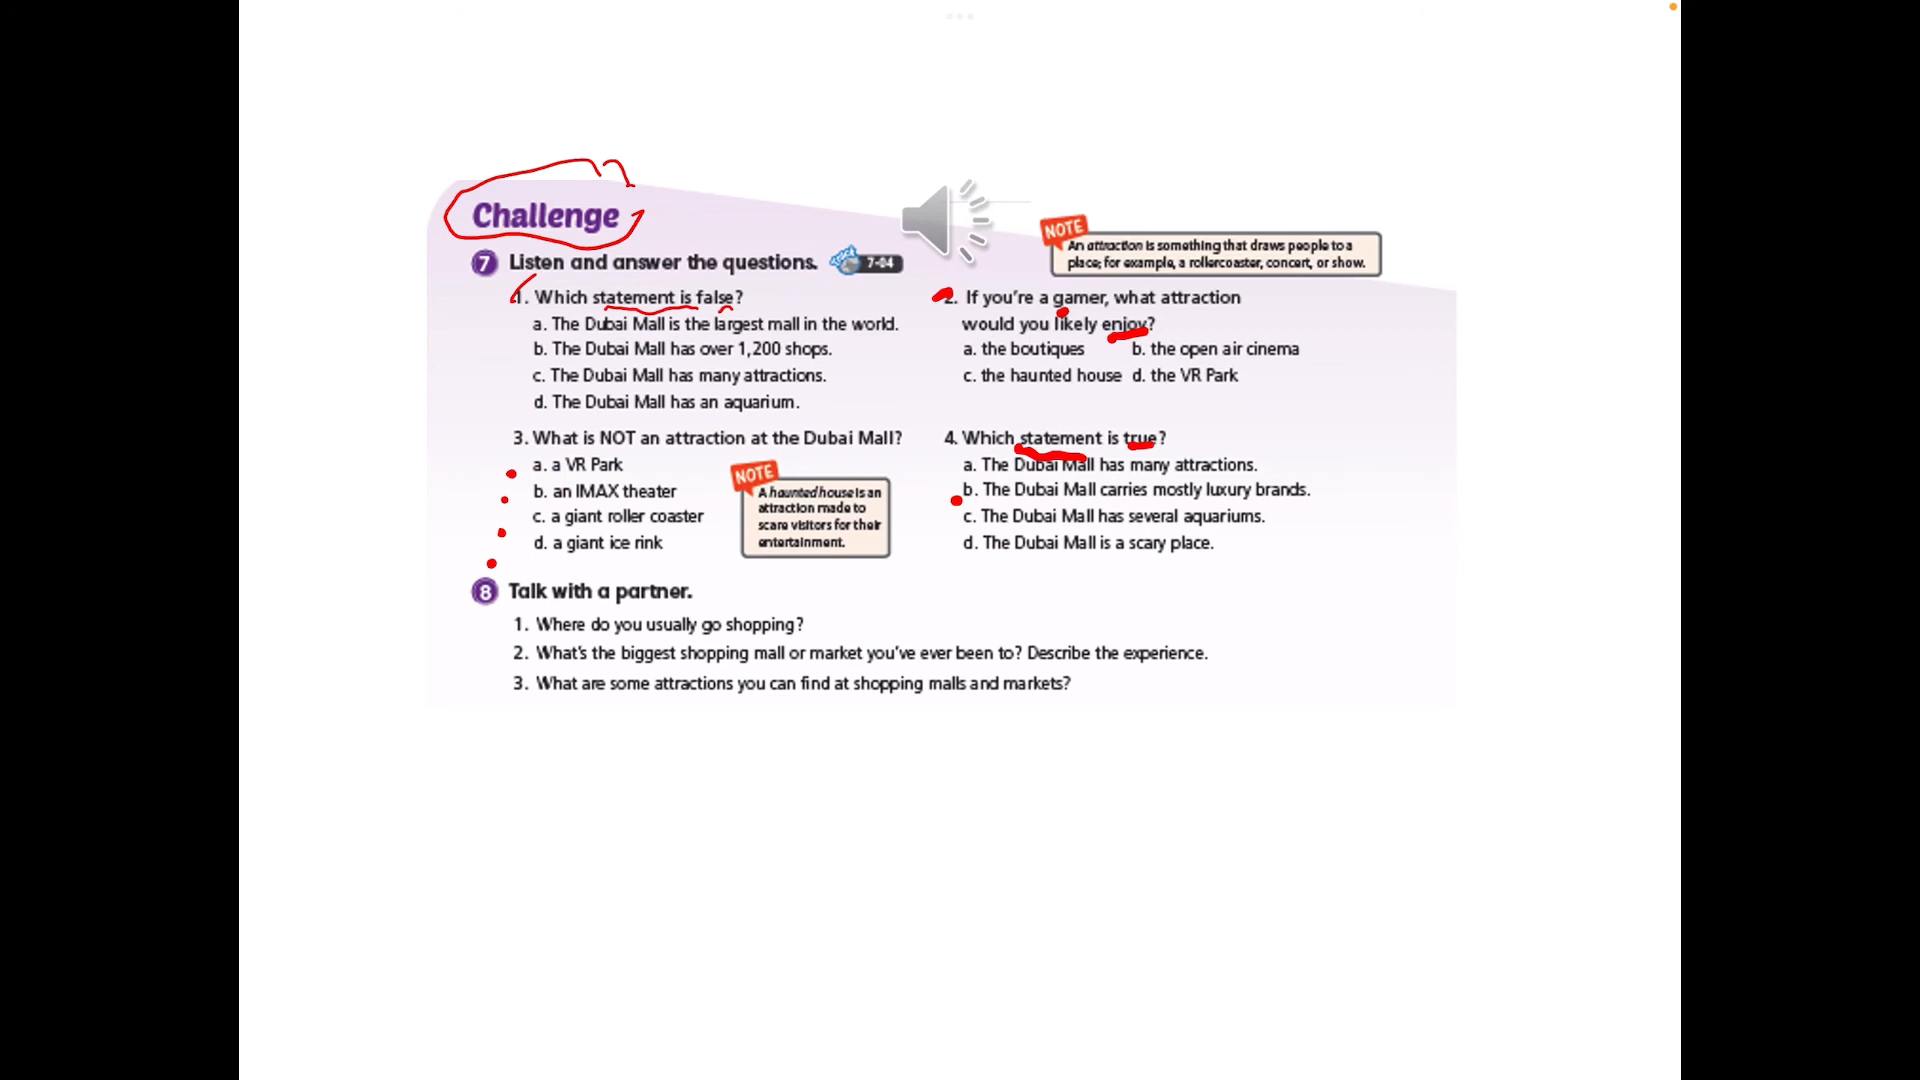 Challenge
7 Listen and answer the questions. Track 7-04
NOTE
An attraction is something that draws people to a
place; for example, a rollercoaster, concert, or show.
1. Which statement is false?
a. The Dubai Mall is the largest mall in the world.
b. The Dubai Mall has over 1,200 shops.
c. The Dubai Mall has many attractions.
d. The Dubai Mall has an aquarium.
2. If you're a gamer, what attraction
would you likely enjoy?
a. the boutiques b. the open air cinema
c. the haunted house d. the VR Park
3. What is NOT an attraction at the Dubai Mall?
a. a VR Park
b. an IMAX theater
c. a giant roller coaster
d. a giant ice rink
NOTE
A haunted house is an
attraction made to
scare visitors for their
entertainment.
4. Which statement is true?
a. The Dubai Mall has many attractions.
b. The Dubai Mall carries mostly luxury brands.
c. The Dubai Mall has several aquariums.
d. The Dubai Mall is a scary place.
8 Talk with a partner.
1. Where do you usually go shopping?
2. What's the biggest shopping mall or market you've ever been to? Describe the experience.
3. What are some attractions you can find at shopping malls and markets?